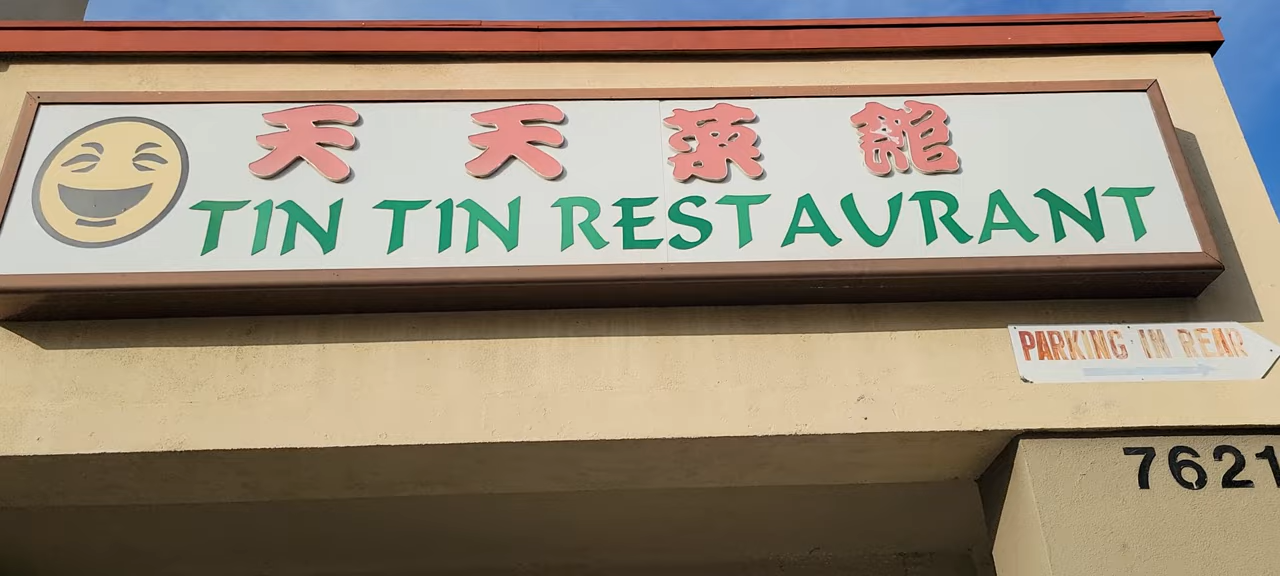 天天菜館
TIN TIN RESTAURANT
PARKING IN REAR
7621